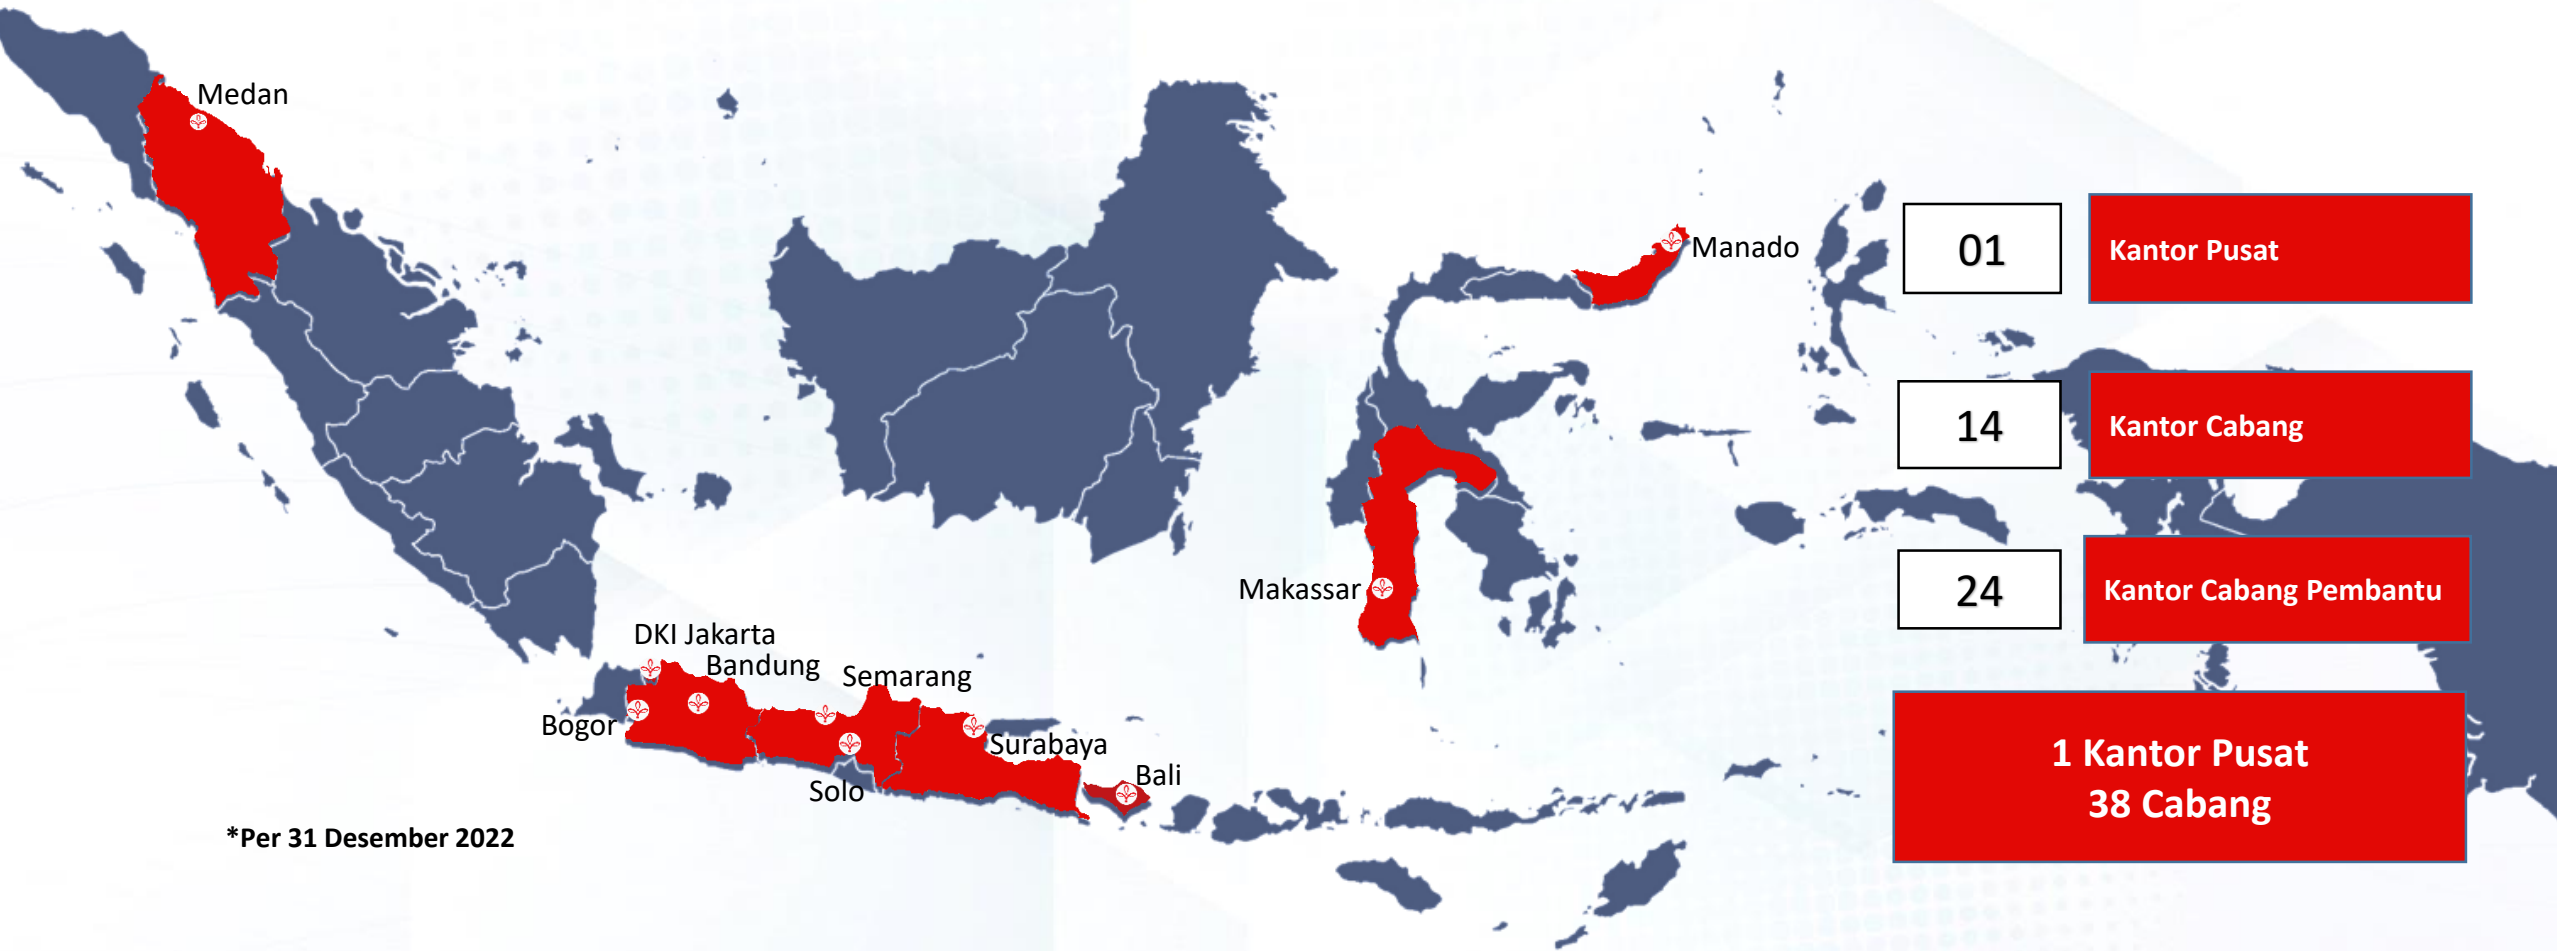 Medan
Manado
Makassar
DKI Jakarta
Bandung
Semarang
Bogor
Surabaya
Solo
Bali
*Per 31 Desember 2022
01
Kantor Pusat
14
Kantor Cabang
24
Kantor Cabang Pembantu
1 Kantor Pusat
38 Cabang